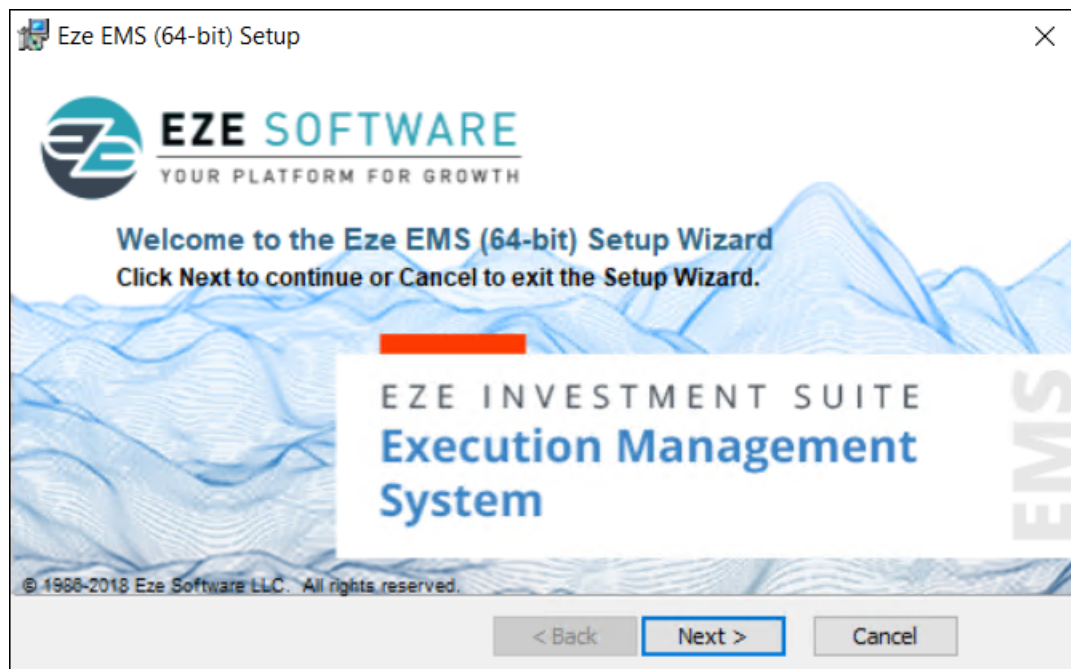 Eze EMS (64-bit) Setup
EZE SOFTWARE
YOUR PLATFORM FOR GROWTH
Welcome to the Eze EMS (64-bit) Setup Wizard
Click Next to continue or Cancel to exit the Setup Wizard.
EZE INVESTMENT SUITE
Execution Management
System
EMS
© 1986-2018 Eze Software LLC. All rights reserved.
< Back
Next >
Cancel